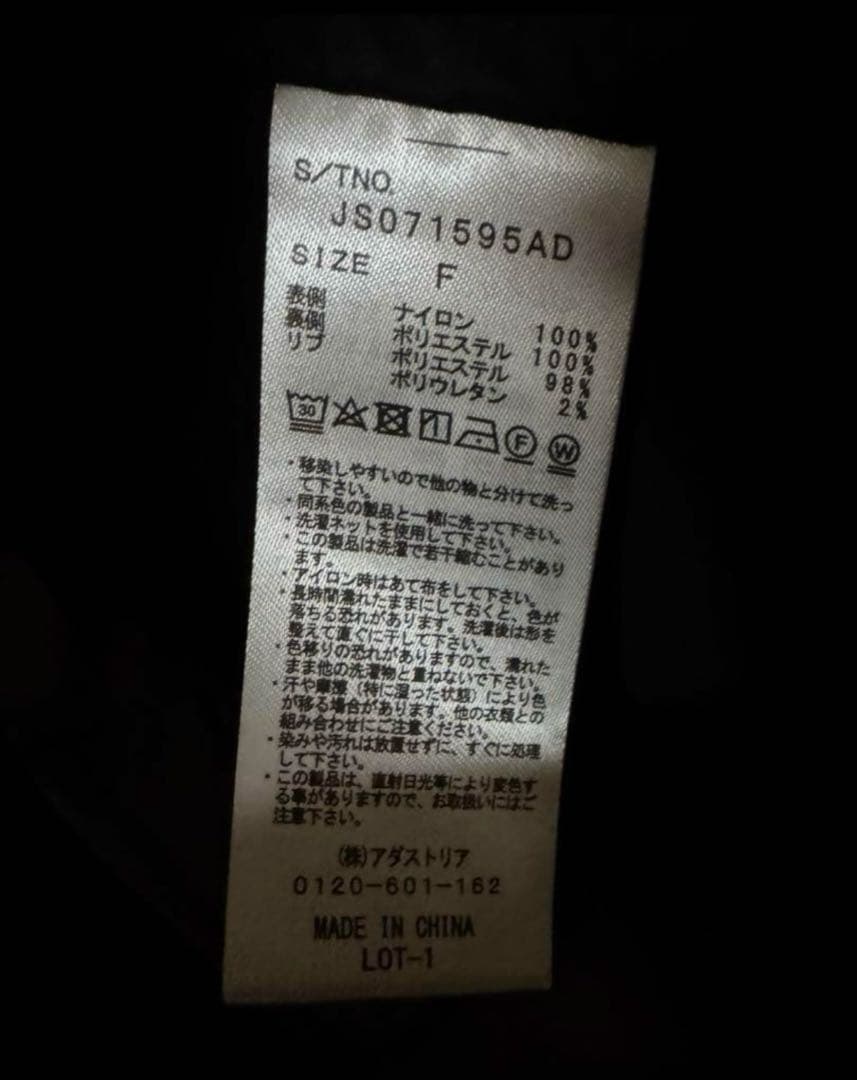 S/TNO.
JS071595AD
SIZE F
表側 ナイロン 100%
裏側 ポリエステル 100%
リブ ポリエステル 98%
ポリウレタン 2%
30 F W
・移染しやすいので他の物と分けて洗っ
て下さい。
・同系色の製品と一緒に洗って下さい。
・洗濯ネットを使用して下さい。
・この製品は洗濯で若干縮むことがあり
ます。
・アイロン時はあて布をして下さい。
・長時間濡れたままにしておくと、色が
落ちる恐れがあります。洗濯後は形を
整えて直ぐに干して下さい。
・色移りの恐れがありますので、濡れた
まま他の洗濯物と重ねないで下さい。
・汗や摩擦（特に湿った状態）により色
が移る場合があります。他の衣類との
組み合わせにご注意ください。
・染みや汚れは放置せずに、すぐに処理
して下さい。
・この製品は、直射日光等により変色す
る事がありますので、お取扱いにはご
注意下さい。
(株)アダストリア
0120-601-162
MADE IN CHINA
LOT-1